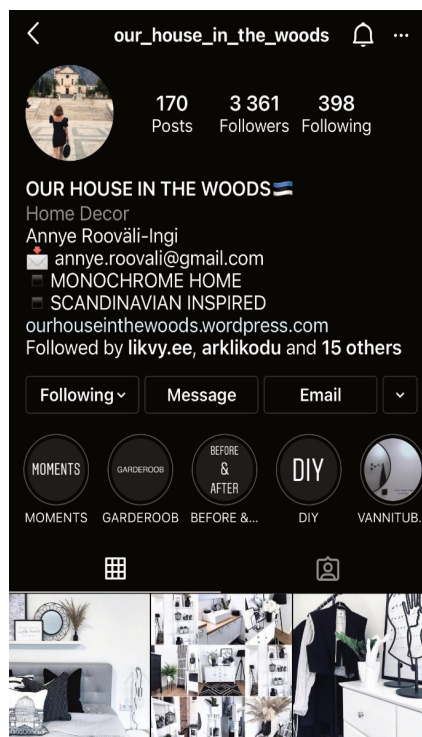 our_house_in_the_woods
170 3 361 398
Posts Followers Following
OUR HOUSE IN THE WOODS
Home Decor
Annye Rooväli-Ingi
annye.roovali@gmail.com
MONOCHROME HOME
SCANDINAVIAN INSPIRED
ourhouseinthewoods.wordpress.com
Followed by likvy.ee, arklikodu and 15 others
Following Message Email
MOMENTS
GARDEROOB
BEFORE
&
AFTER
DIY
MOMENTS GARDEROOB BEFORE &... DIY VANNITUB.